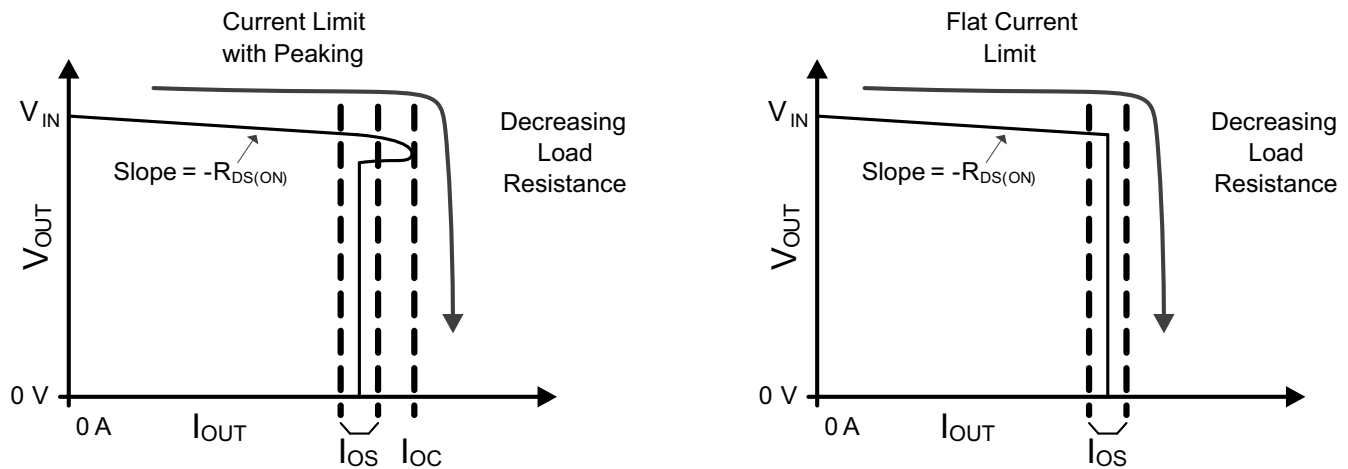 Current Limit
with Peaking
V_IN
Slope = -R_DS(ON)
Decreasing
Load
Resistance
V_OUT
0 V
0 A
I_OUT
I_OS
I_OC
Flat Current
Limit
V_IN
Slope = -R_DS(ON)
Decreasing
Load
Resistance
V_OUT
0 V
0 A
I_OUT
I_OS